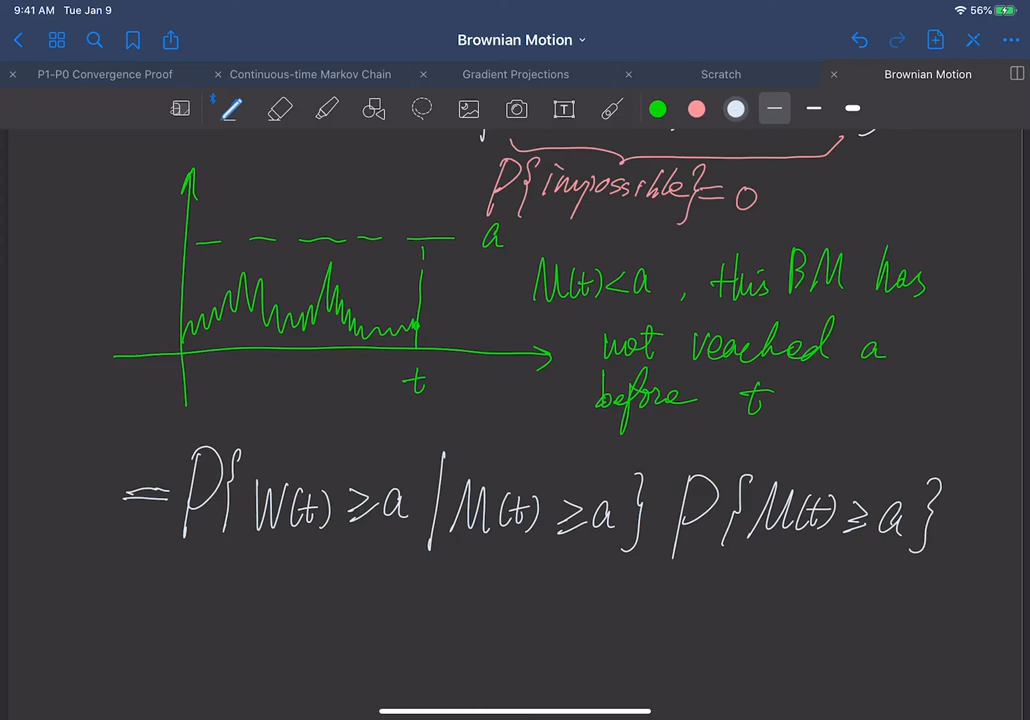 9:41 AM Tue Jan 9
56%
Brownian Motion
P1-P0 Convergence Proof
Continuous-time Markov Chain
Gradient Projections
Scratch
Brownian Motion
P{impossible} = 0
a
M(t)<a, this BM has
not reached a
before t
t
=P{W(t) ≥ a | M(t) ≥ a} P{M(t) ≥ a}